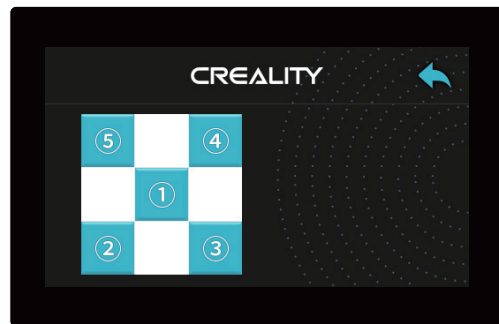 CREALITY
⑤ ④
①
② ③